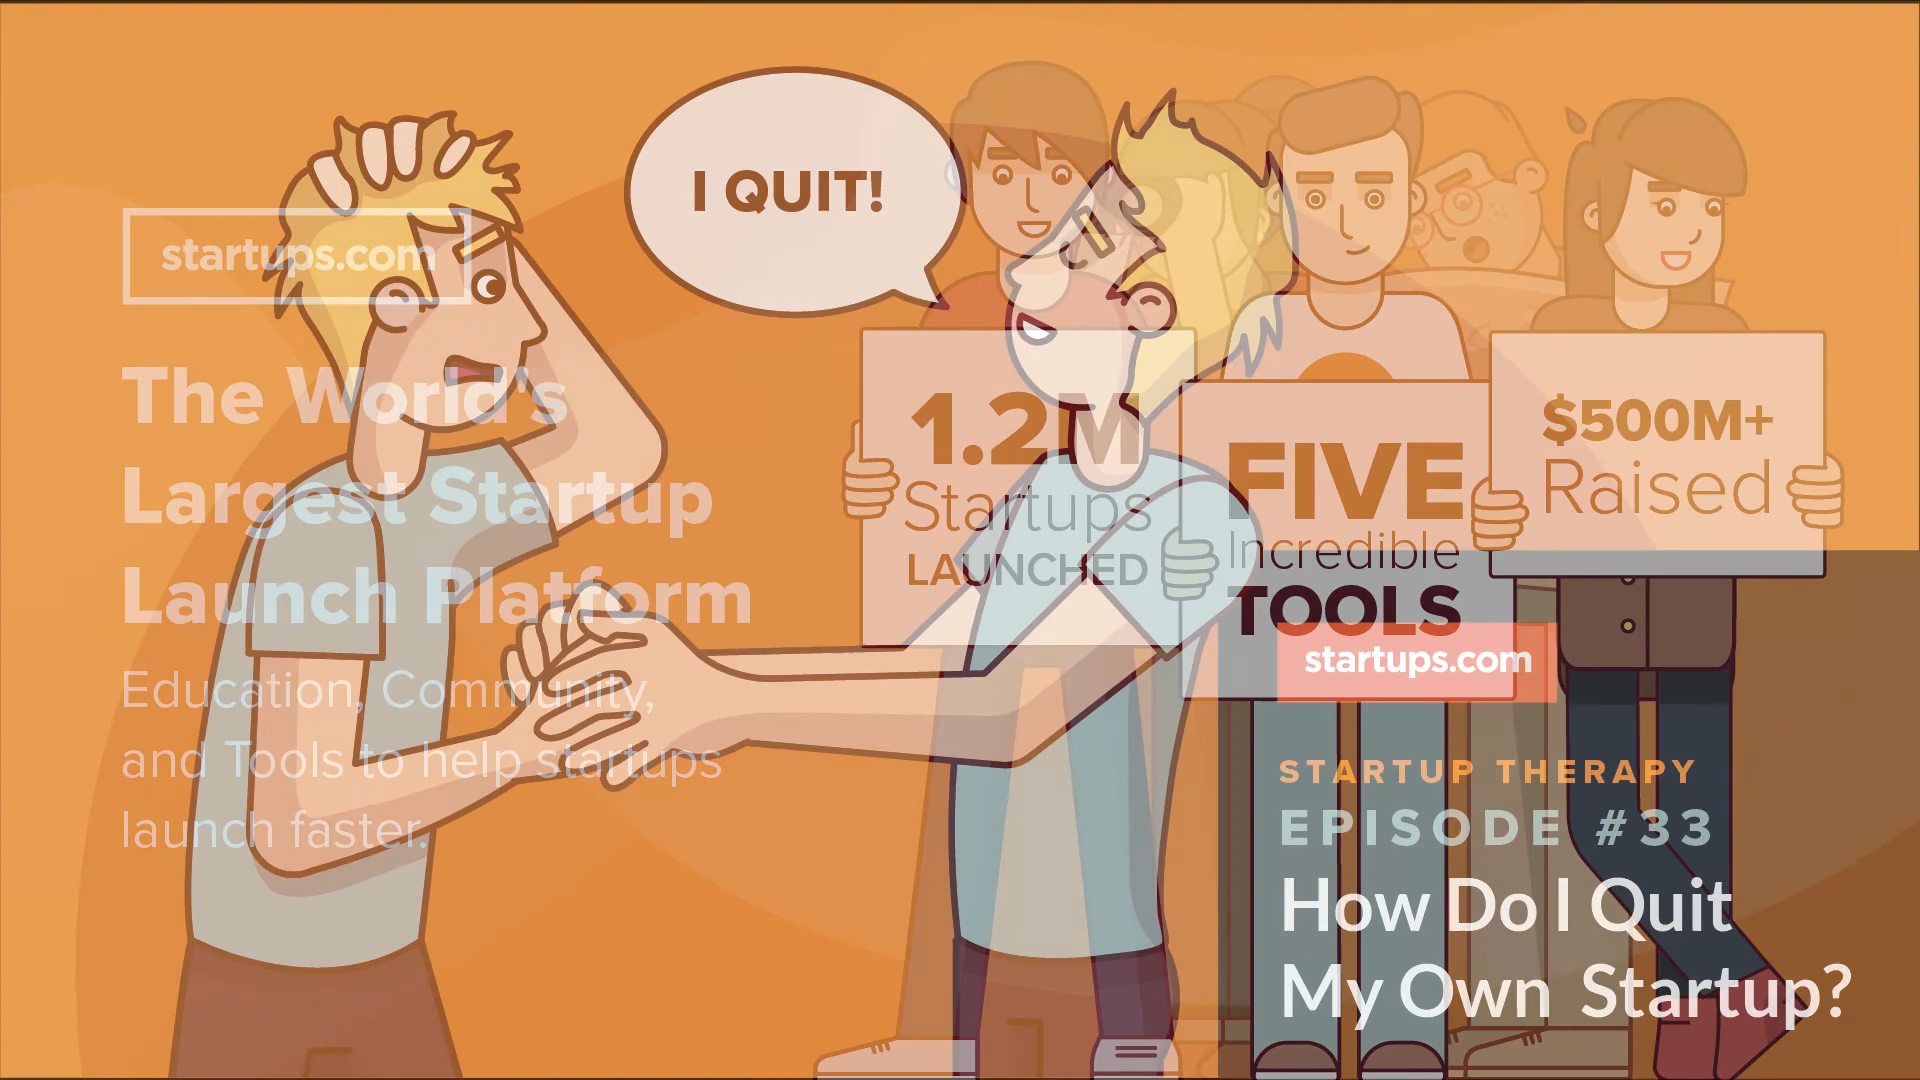 I QUIT!
startups.com
The World's
Largest Startup
Launch Platform
Education, Community,
and Tools to help startups
launch faster.
1.2M
Startups
LAUNCHED
FIVE
Incredible
TOOLS
$500M+
Raised
startups.com
STARTUP THERAPY
EPISODE #33
How Do I Quit
My Own Startup?